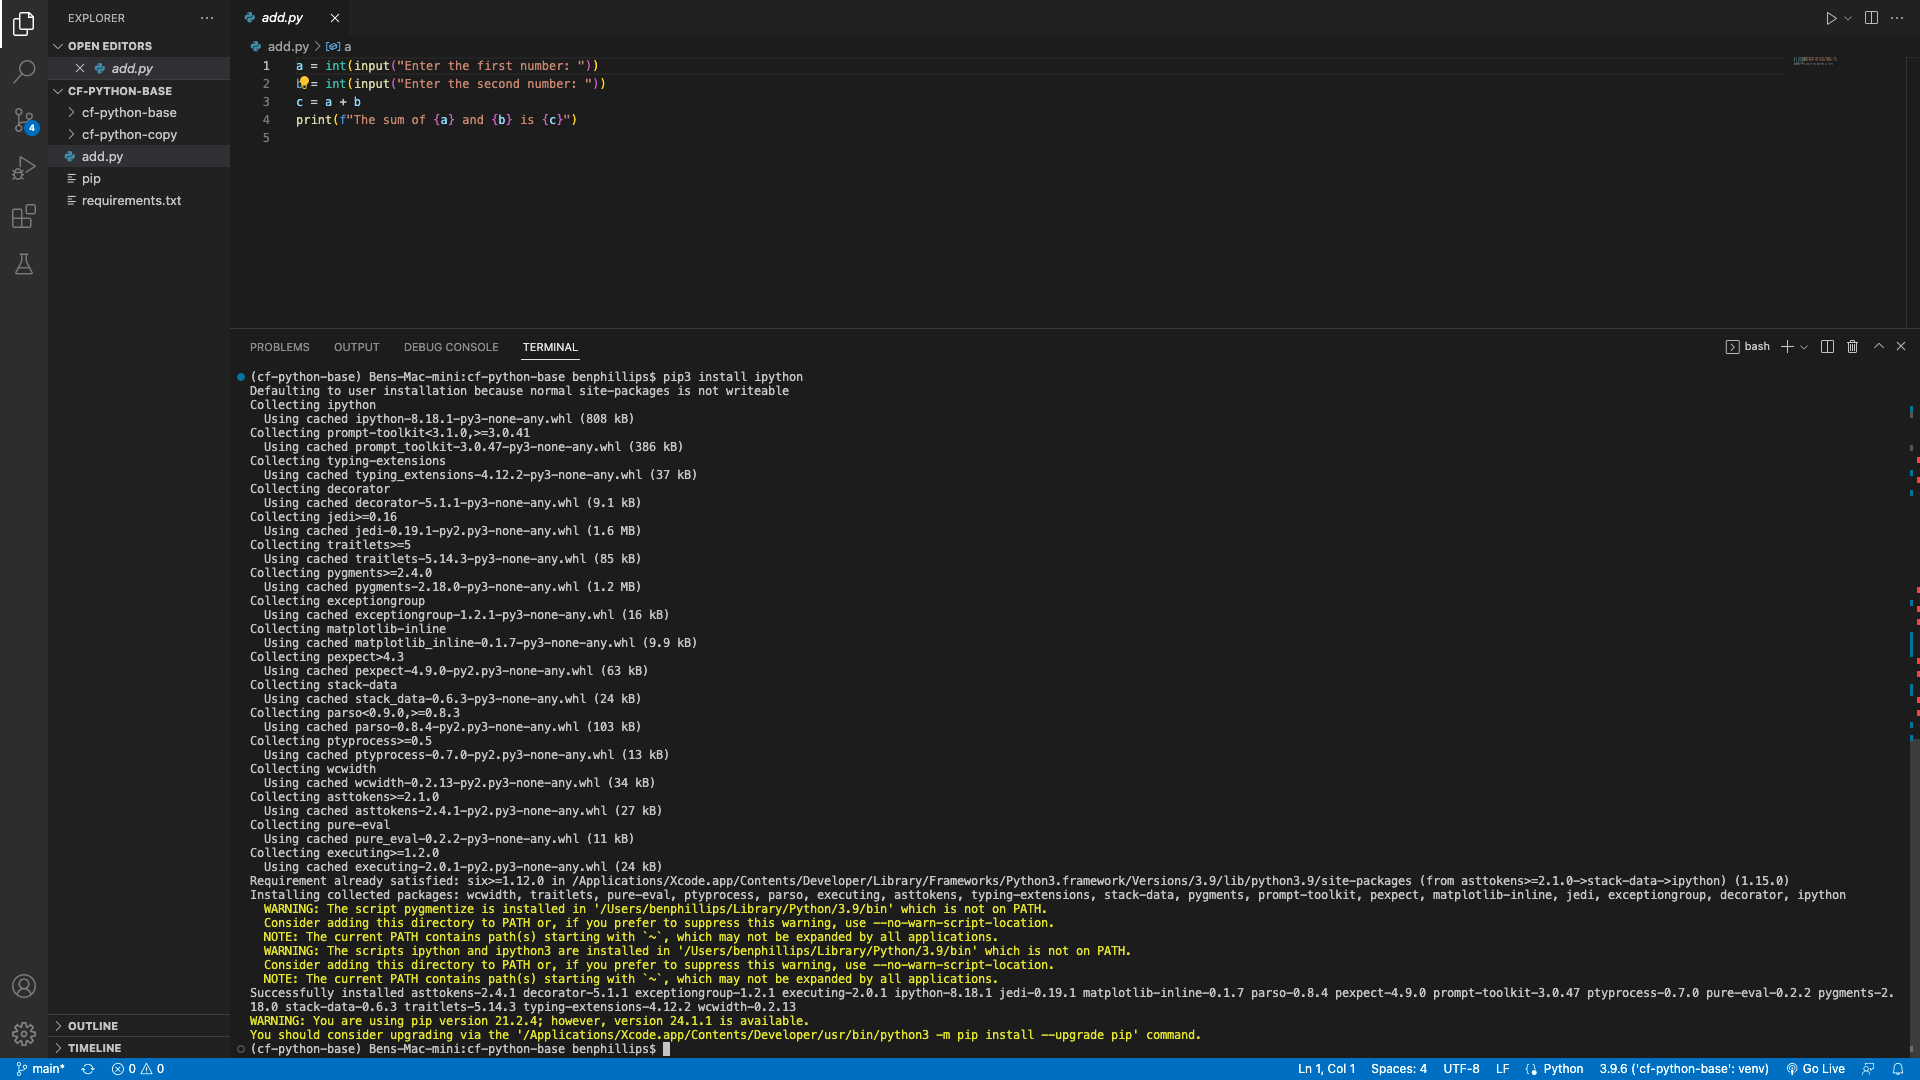 EXPLORER
OPEN EDITORS
add.py
CF-PYTHON-BASE
cf-python-base
cf-python-copy
add.py
pip
requirements.txt
4
OUTLINE
TIMELINE
add.py
add.py > a
1 a = int(input("Enter the first number: "))
2 = int(input("Enter the second number: "))
3 c = a + b
4 print(f"The sum of {a} and {b} is {c}")
5
PROBLEMS OUTPUT DEBUG CONSOLE TERMINAL
bash
(cf-python-base) Bens-Mac-mini:cf-python-base benphillips$ pip3 install ipython
Defaulting to user installation because normal site-packages is not writeable
Collecting ipython
Using cached ipython-8.18.1-py3-none-any.whl (808 kB)
Collecting prompt-toolkit<3.1.0,>=3.0.41
Using cached prompt_toolkit-3.0.47-py3-none-any.whl (386 kB)
Collecting typing-extensions
Using cached typing_extensions-4.12.2-py3-none-any.whl (37 kB)
Collecting decorator
Using cached decorator-5.1.1-py3-none-any.whl (9.1 kB)
Collecting jedi>=0.16
Using cached jedi-0.19.1-py2.py3-none-any.whl (1.6 MB)
Collecting traitlets>=5
Using cached traitlets-5.14.3-py3-none-any.whl (85 kB)
Collecting pygments>=2.4.0
Using cached pygments-2.18.0-py3-none-any.whl (1.2 MB)
Collecting exceptiongroup
Using cached exceptiongroup-1.2.1-py3-none-any.whl (16 kB)
Collecting matplotlib-inline
Using cached matplotlib_inline-0.1.7-py3-none-any.whl (9.9 kB)
Collecting pexpect>4.3
Using cached pexpect-4.9.0-py2.py3-none-any.whl (63 kB)
Collecting stack-data
Using cached stack_data-0.6.3-py3-none-any.whl (24 kB)
Collecting parso<0.9.0,>=0.8.3
Using cached parso-0.8.4-py2.py3-none-any.whl (103 kB)
Collecting ptyprocess>=0.5
Using cached ptyprocess-0.7.0-py2.py3-none-any.whl (13 kB)
Collecting wcwidth
Using cached wcwidth-0.2.13-py2.py3-none-any.whl (34 kB)
Collecting asttokens>=2.1.0
Using cached asttokens-2.4.1-py2.py3-none-any.whl (27 kB)
Collecting pure-eval
Using cached pure_eval-0.2.2-py3-none-any.whl (11 kB)
Collecting executing>=1.2.0
Using cached executing-2.0.1-py2.py3-none-any.whl (24 kB)
Requirement already satisfied: six>=1.12.0 in /Applications/Xcode.app/Contents/Developer/Library/Frameworks/Python3.framework/Versions/3.9/lib/python3.9/site-packages (from asttokens>=2.1.0->stack-data->ipython) (1.15.0)
Installing collected packages: wcwidth, traitlets, pure-eval, ptyprocess, parso, executing, asttokens, typing-extensions, stack-data, pygments, prompt-toolkit, pexpect, matplotlib-inline, jedi, exceptiongroup, decorator, ipython
WARNING: The script pygmentize is installed in '/Users/benphillips/Library/Python/3.9/bin' which is not on PATH.
Consider adding this directory to PATH or, if you prefer to suppress this warning, use --no-warn-script-location.
NOTE: The current PATH contains path(s) starting with `~`, which may not be expanded by all applications.
WARNING: The scripts ipython and ipython3 are installed in '/Users/benphillips/Library/Python/3.9/bin' which is not on PATH.
Consider adding this directory to PATH or, if you prefer to suppress this warning, use --no-warn-script-location.
NOTE: The current PATH contains path(s) starting with `~`, which may not be expanded by all applications.
Successfully installed asttokens-2.4.1 decorator-5.1.1 exceptiongroup-1.2.1 executing-2.0.1 ipython-8.18.1 jedi-0.19.1 matplotlib-inline-0.1.7 parso-0.8.4 pexpect-4.9.0 prompt-toolkit-3.0.47 ptyprocess-0.7.0 pure-eval-0.2.2 pygments-2.
18.0 stack-data-0.6.3 traitlets-5.14.3 typing-extensions-4.12.2 wcwidth-0.2.13
WARNING: You are using pip version 21.2.4; however, version 24.1.1 is available.
You should consider upgrading via the '/Applications/Xcode.app/Contents/Developer/usr/bin/python3 -m pip install --upgrade pip' command.
(cf-python-base) Bens-Mac-mini:cf-python-base benphillips$
main* 0 0 Ln 1, Col 1 Spaces: 4 UTF-8 LF Python 3.9.6 ('cf-python-base': venv) Go Live